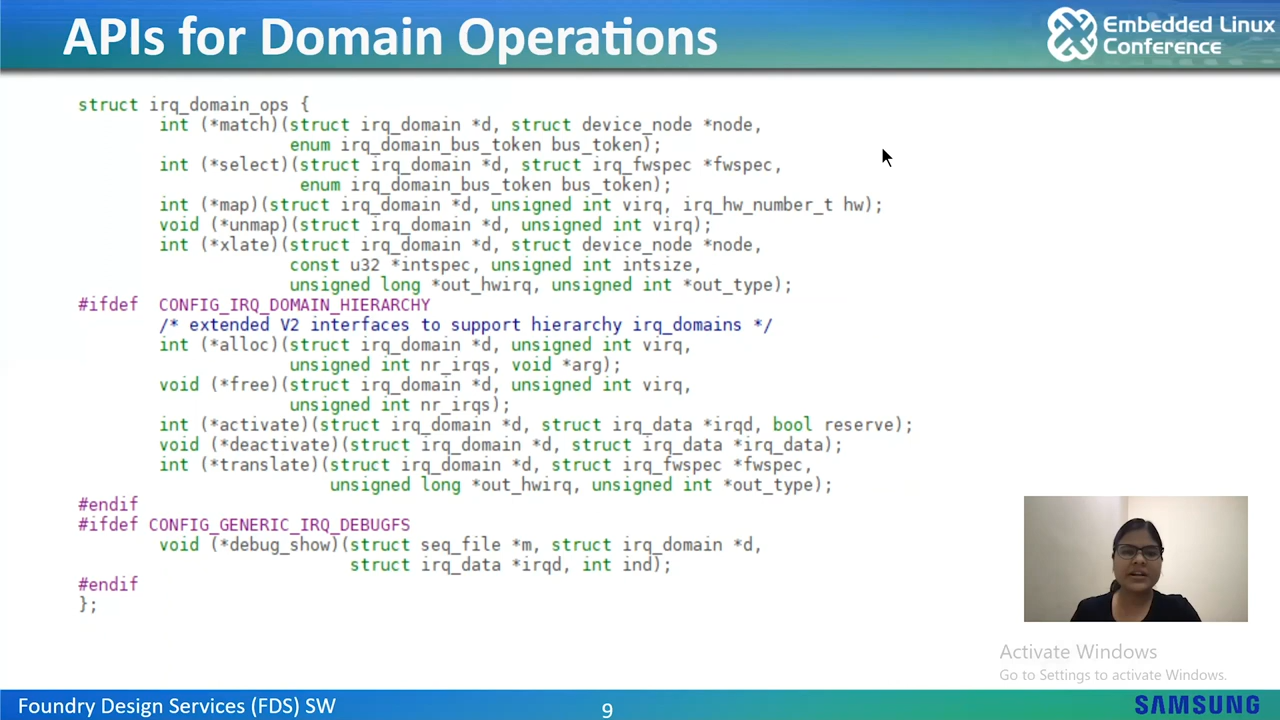 APIs for Domain Operations
Embedded Linux
Conference
struct irq_domain_ops {
int (*match)(struct irq_domain *d, struct device_node *node,
enum irq_domain_bus_token bus_token);
int (*select)(struct irq_domain *d, struct irq_fwspec *fwspec,
enum irq_domain_bus_token bus_token);
int (*map)(struct irq_domain *d, unsigned int virq, irq_hw_number_t hw);
void (*unmap)(struct irq_domain *d, unsigned int virq);
int (*xlate)(struct irq_domain *d, struct device_node *node,
const u32 *intspec, unsigned int intsize,
unsigned long *out_hwirq, unsigned int *out_type);
#ifdef CONFIG_IRQ_DOMAIN_HIERARCHY
/* extended V2 interfaces to support hierarchy irq_domains */
int (*alloc)(struct irq_domain *d, unsigned int virq,
unsigned int nr_irqs, void *arg);
void (*free)(struct irq_domain *d, unsigned int virq,
unsigned int nr_irqs);
int (*activate)(struct irq_domain *d, struct irq_data *irqd, bool reserve);
void (*deactivate)(struct irq_domain *d, struct irq_data *irq_data);
int (*translate)(struct irq_domain *d, struct irq_fwspec *fwspec,
unsigned long *out_hwirq, unsigned int *out_type);
#endif
#ifdef CONFIG_GENERIC_IRQ_DEBUGFS
void (*debug_show)(struct seq_file *m, struct irq_domain *d,
struct irq_data *irqd, int ind);
#endif
};
Activate Windows
Go to Settings to activate Windows.
Foundry Design Services (FDS) SW
9
SAMSUNG